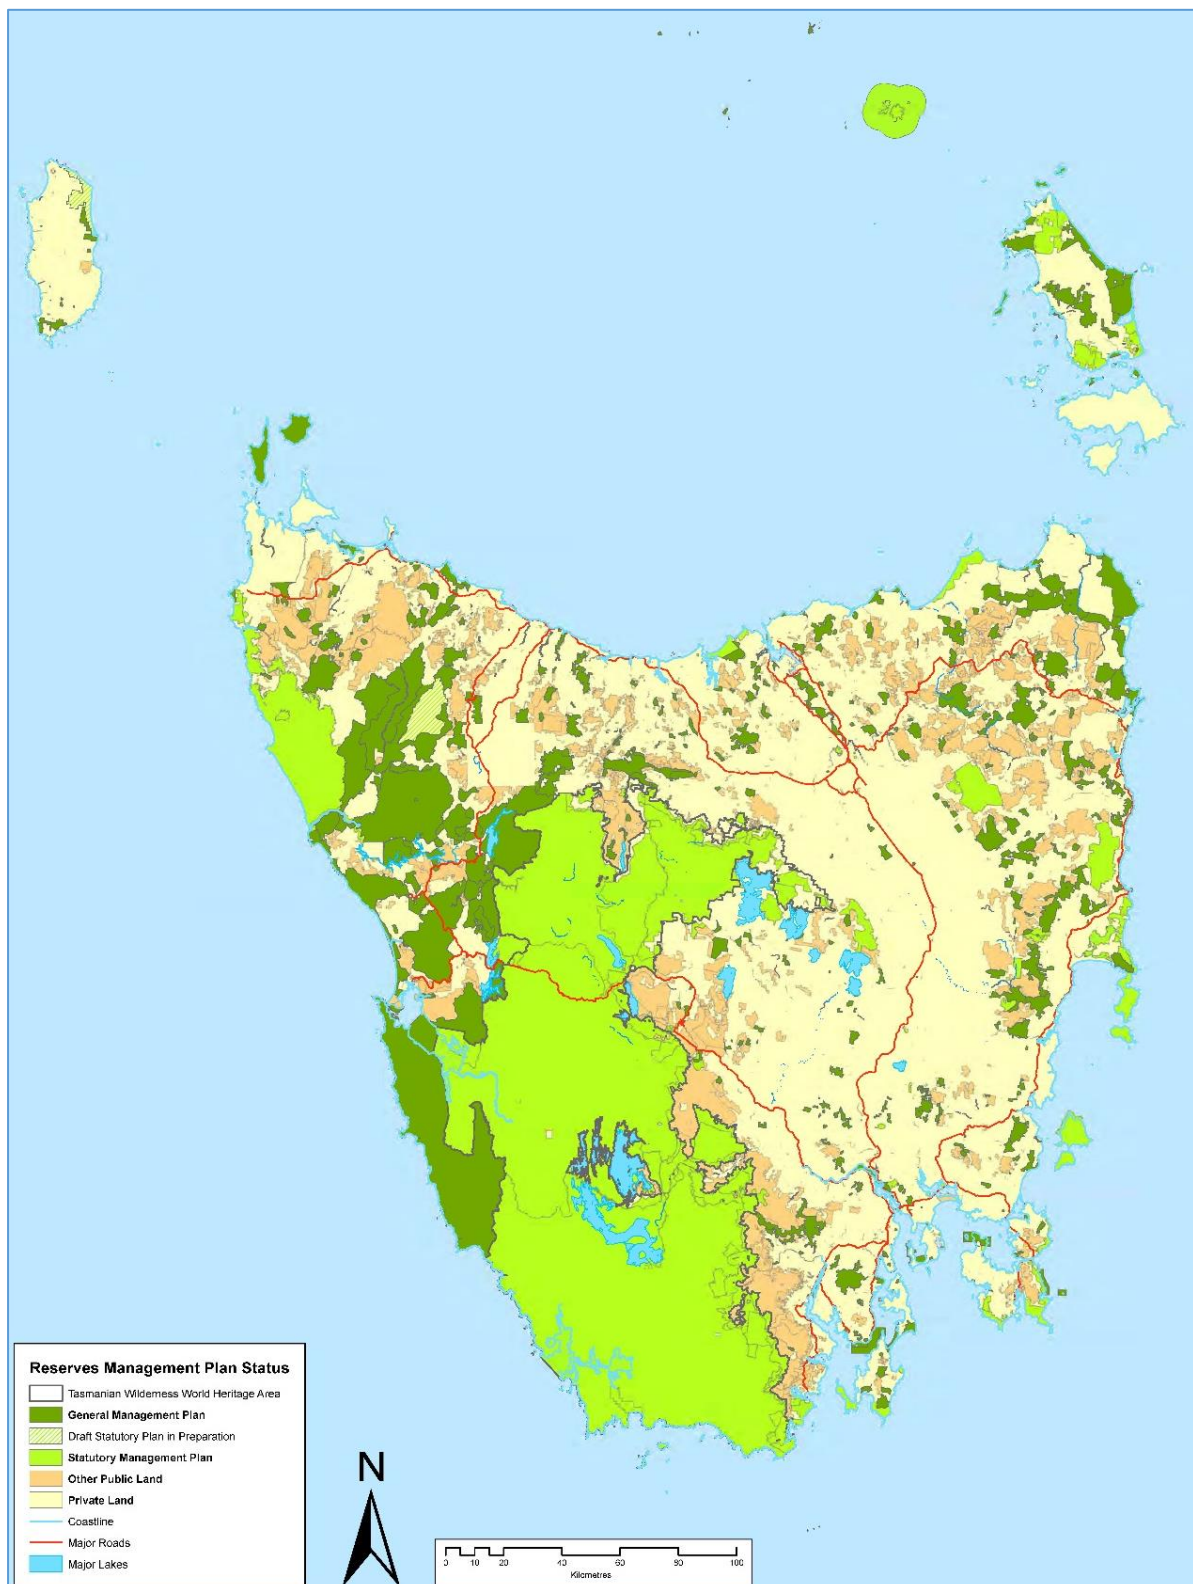 Reserves Management Plan Status
Tasmanian Wilderness World Heritage Area
General Management Plan
Draft Statutory Plan in Preparation
Statutory Management Plan
Other Public Land
Private Land
Coastline
Major Roads
Major Lakes
N
0 10 20 40 60 80 100
Kilometres